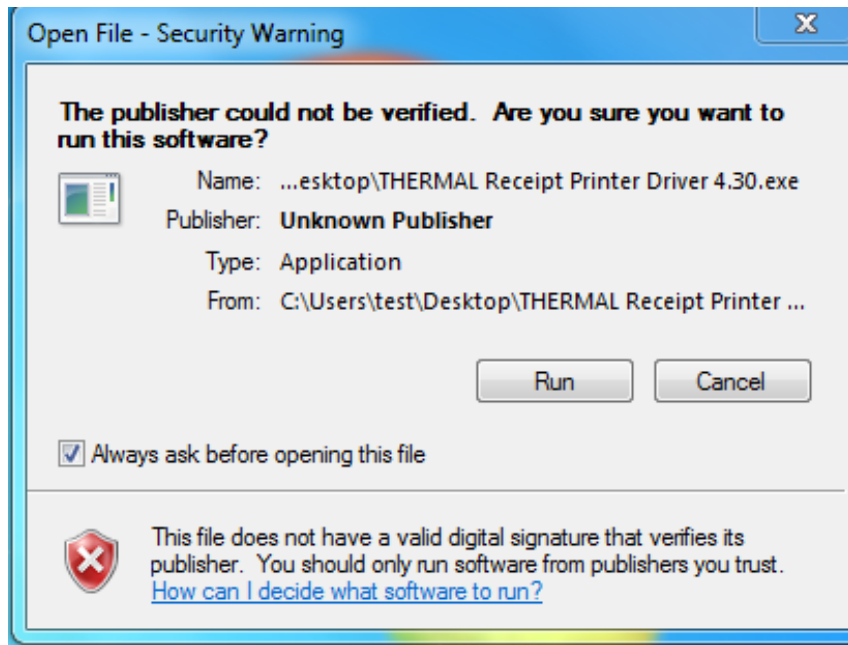 Open File - Security Warning
The publisher could not be verified. Are you sure you want to
run this software?
Name: ...esktop\THERMAL Receipt Printer Driver 4.30.exe
Publisher: Unknown Publisher
Type: Application
From: C:\Users\test\Desktop\THERMAL Receipt Printer ...
Run Cancel
Always ask before opening this file
This file does not have a valid digital signature that verifies its
publisher. You should only run software from publishers you trust.
How can I decide what software to run?